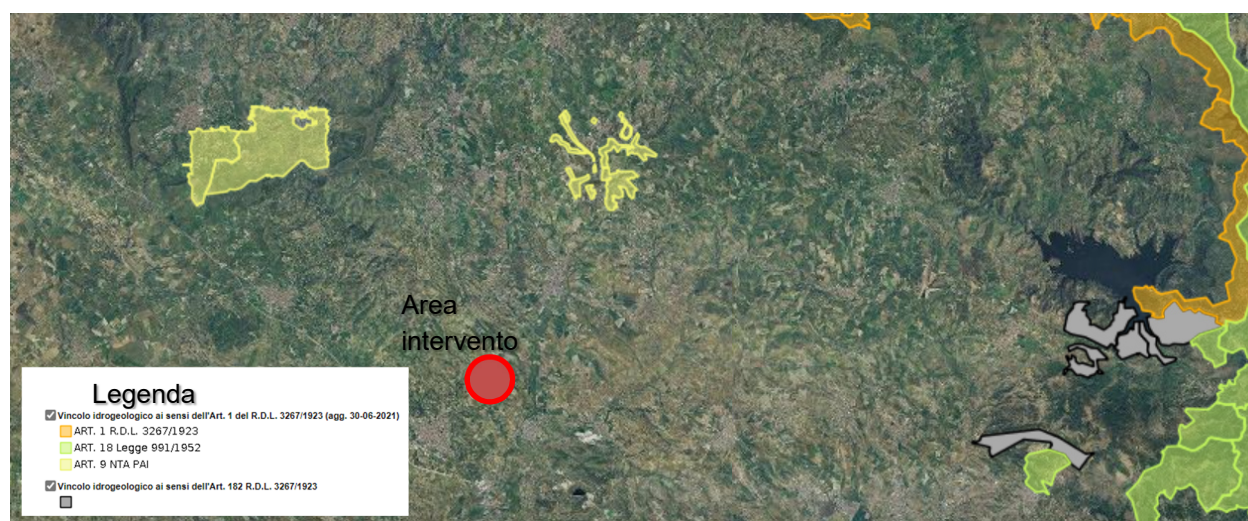 Area
intervento
Legenda
Vincolo idrogeologico ai sensi dell'Art. 1 del R.D.L. 3267/1923 (agg. 30-06-2021)
ART. 1 R.D.L. 3267/1923
ART. 18 Legge 991/1952
ART. 9 NTA PAI
Vincolo idrogeologico ai sensi dell'Art. 182 R.D.L. 3267/1923